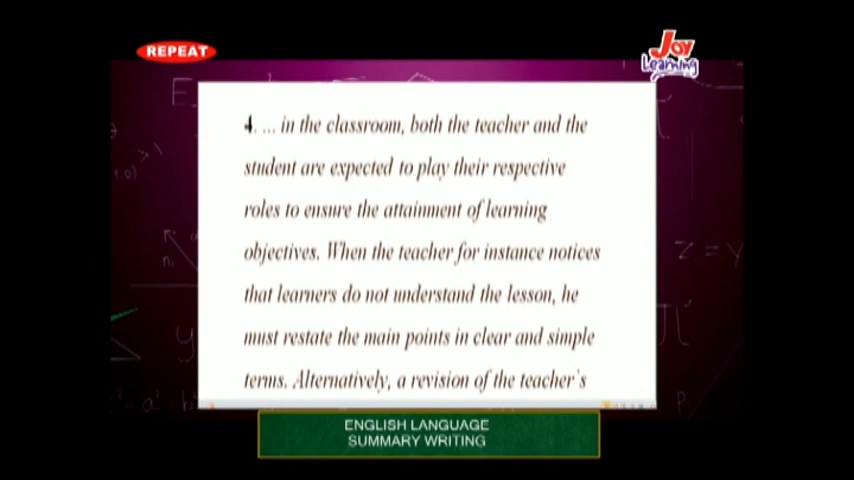 REPEAT
JOY
Learning
4. ... in the classroom, both the teacher and the
student are expected to play their respective
roles to ensure the attainment of learning
objectives. When the teacher for instance notices
that learners do not understand the lesson, he
must restate the main points in clear and simple
terms. Alternatively, a revision of the teacher`s
ENGLISH LANGUAGE
SUMMARY WRITING
z = y